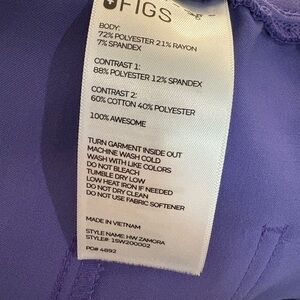 FIGS
BODY:
72% POLYESTER 21% RAYON
7% SPANDEX
CONTRAST 1:
88% POLYESTER 12% SPANDEX
CONTRAST 2:
60% COTTON 40% POLYESTER
100% AWESOME
TURN GARMENT INSIDE OUT
MACHINE WASH COLD
WASH WITH LIKE COLORS
DO NOT BLEACH
TUMBLE DRY LOW
LOW HEAT IRON IF NEEDED
DO NOT DRY CLEAN
DO NOT USE FABRIC SOFTENER
MADE IN VIETNAM
STYLE NAME: HW ZAMORA
STYLE#: 1SW200002
PO# 4892